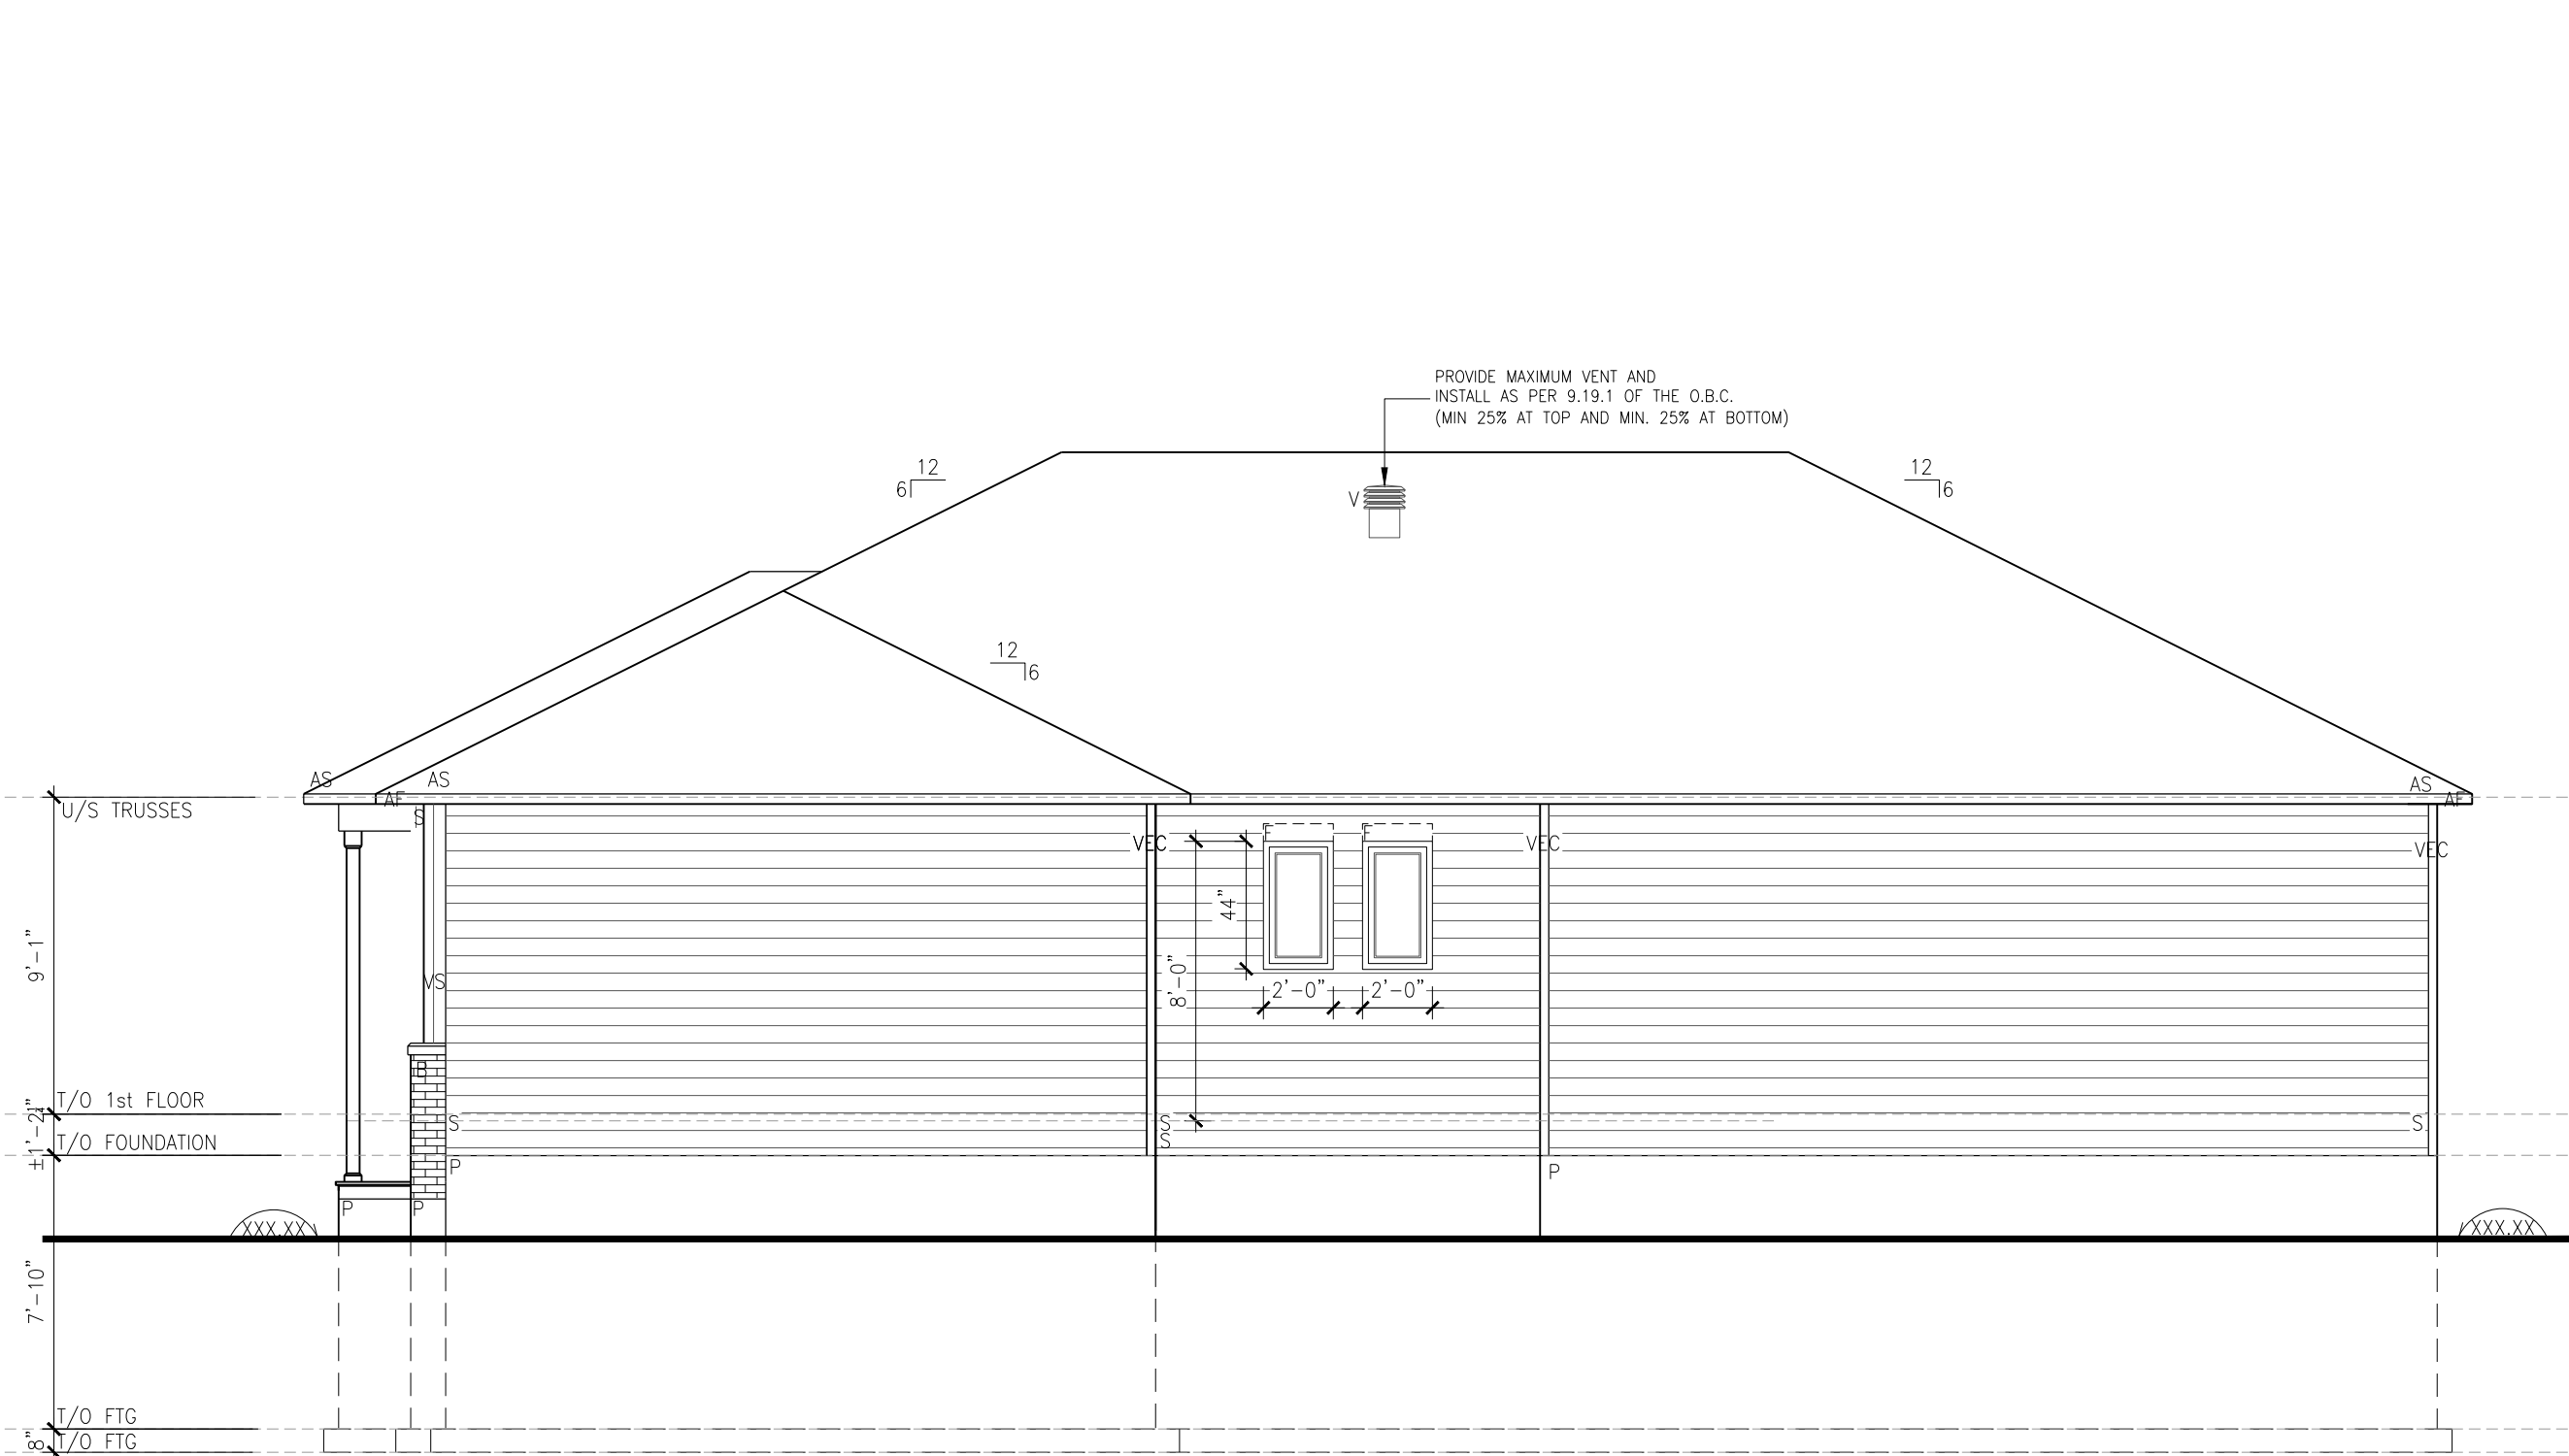 PROVIDE MAXIMUM VENT AND
INSTALL AS PER 9.19.1 OF THE O.B.C.
(MIN 25% AT TOP AND MIN. 25% AT BOTTOM)
12
6
12
6
V
12
6
AS
AS
AS
AF
AF
U/S TRUSSES
S
F
F
VEC
VEC
VEC
44"
9'-1"
VS
8'-0"
2'-0"
2'-0"
B
T/O 1st FLOOR
S
S
S
S
T/O FOUNDATION
P
P
P
P
XXX.XX
XXX.XX
7'-10"
T/O FTG
8"
T/O FTG